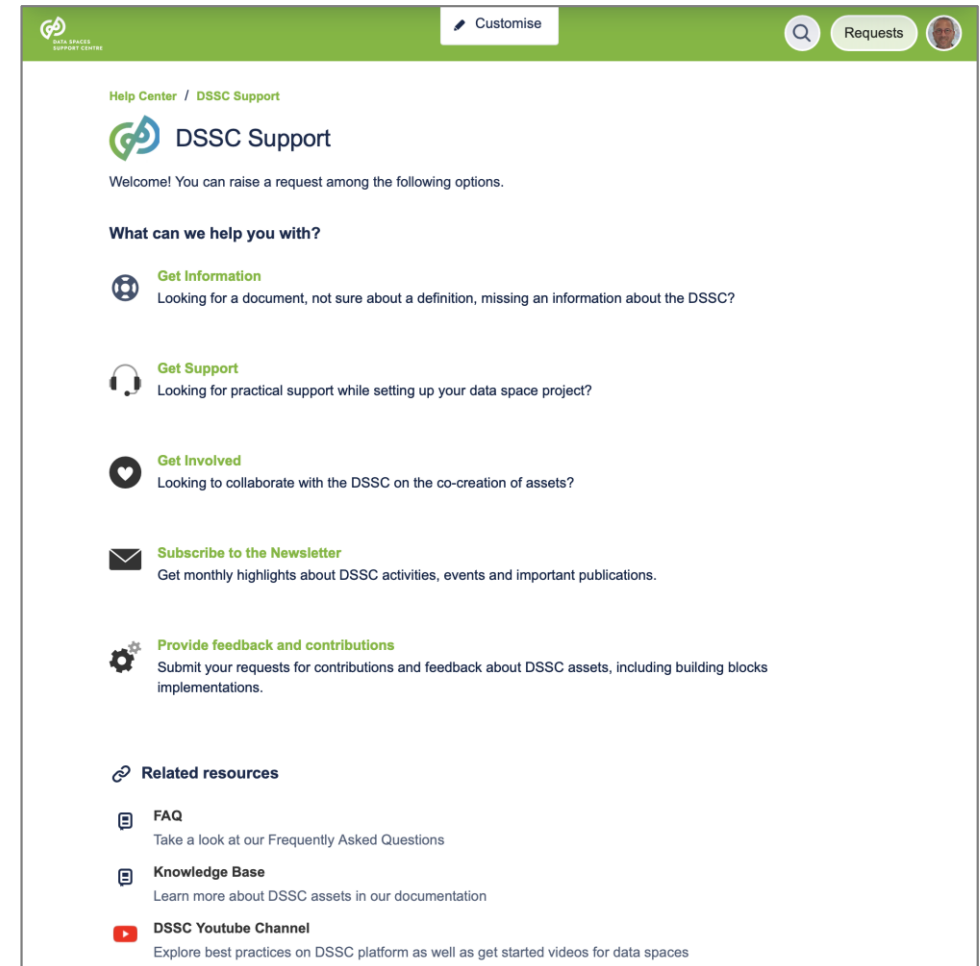 DATA SPACES
SUPPORT CENTRE
Customise
Requests
Help Center / DSSC Support
DSSC Support
Welcome! You can raise a request among the following options.
What can we help you with?
Get Information
Looking for a document, not sure about a definition, missing an information about the DSSC?
Get Support
Looking for practical support while setting up your data space project?
Get Involved
Looking to collaborate with the DSSC on the co-creation of assets?
Subscribe to the Newsletter
Get monthly highlights about DSSC activities, events and important publications.
Provide feedback and contributions
Submit your requests for contributions and feedback about DSSC assets, including building blocks
implementations.
Related resources
FAQ
Take a look at our Frequently Asked Questions
Knowledge Base
Learn more about DSSC assets in our documentation
DSSC Youtube Channel
Explore best practices on DSSC platform as well as get started videos for data spaces